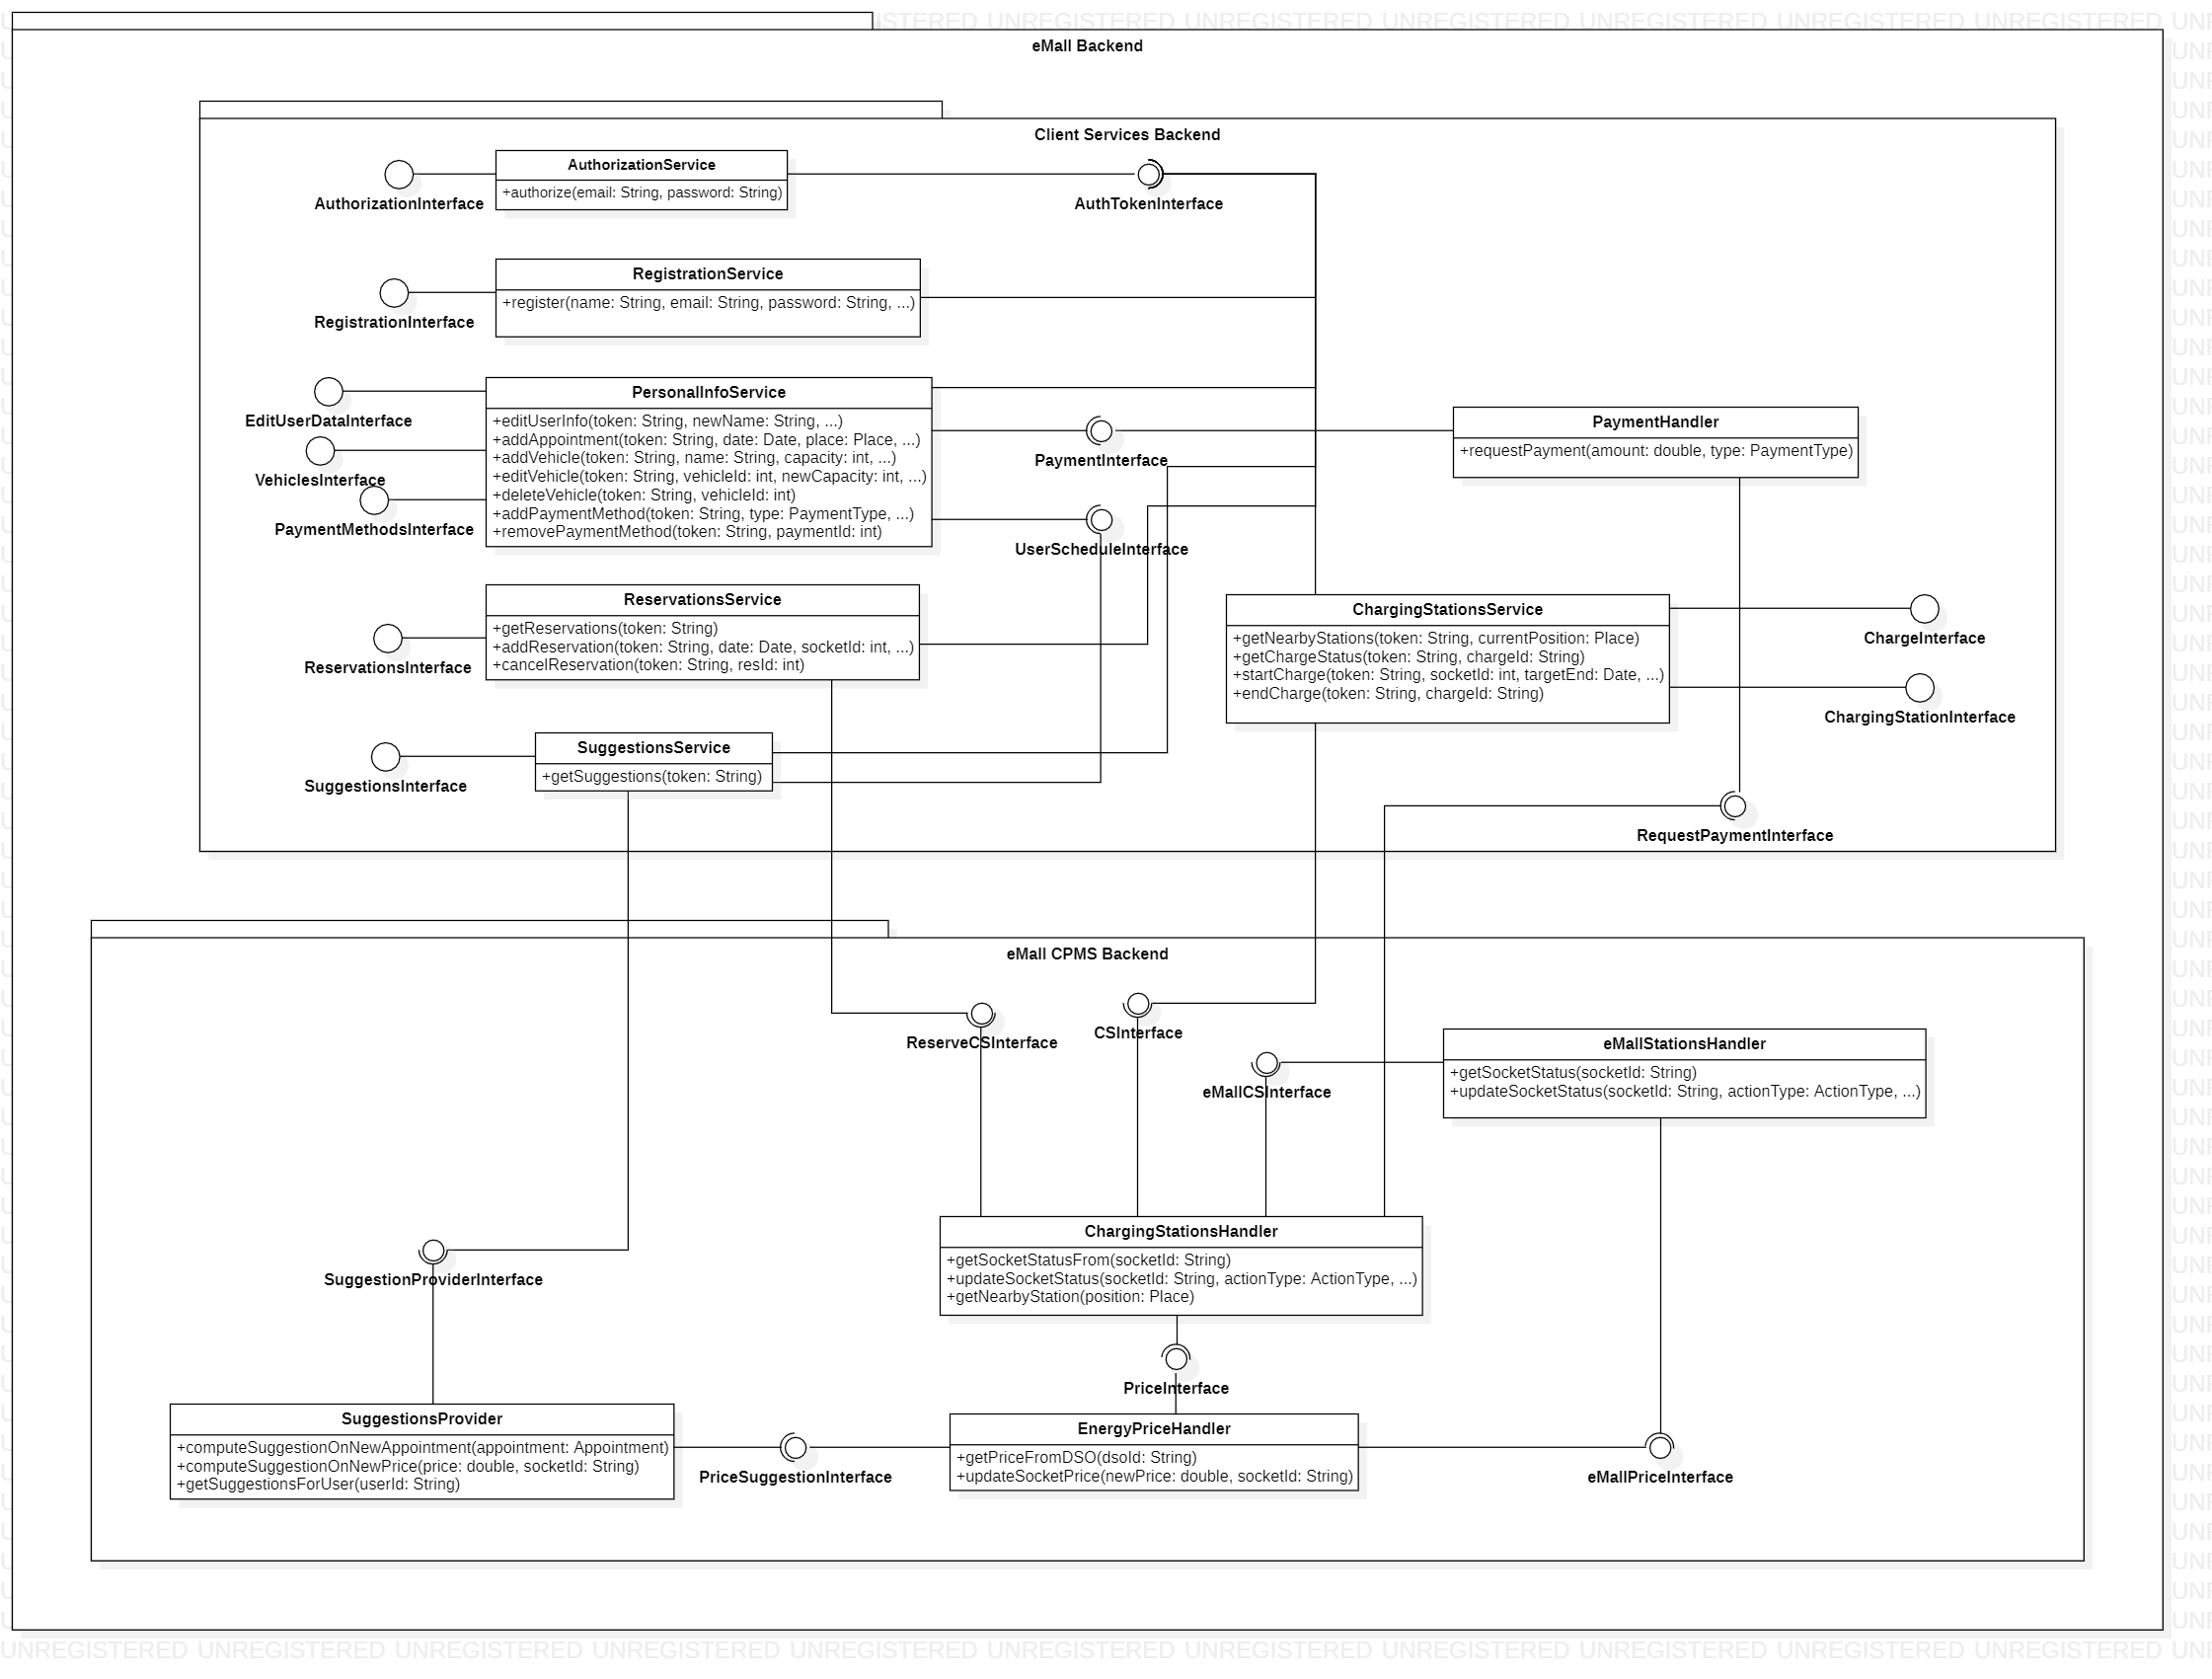 UNREGISTERED UNREGISTERED UNREGISTERED UNREGISTERED UNREGISTERED UNREGISTERED
eMall Backend
Client Services Backend
AuthorizationService
+authorize(email: String, password: String)
AuthorizationInterface
AuthTokenInterface
RegistrationService
+register(name: String, email: String, password: String, ...)
RegistrationInterface
PersonalInfoService
+editUserInfo(token: String, newName: String, ...)
+addAppointment(token: String, date: Date, place: Place, ...)
+addVehicle(token: String, name: String, capacity: int, ...)
+editVehicle(token: String, vehicleId: int, newCapacity: int, ...)
+deleteVehicle(token: String, vehicleId: int)
+addPaymentMethod(token: String, type: PaymentType, ...)
+removePaymentMethod(token: String, paymentId: int)
EditUserDataInterface
VehiclesInterface
PaymentMethodsInterface
PaymentInterface
UserScheduleInterface
PaymentHandler
+requestPayment(amount: double, type: PaymentType)
ReservationsService
+getReservations(token: String)
+addReservation(token: String, date: Date, socketId: int, ...)
+cancelReservation(token: String, resId: int)
ReservationsInterface
ChargingStationsService
+getNearbyStations(token: String, currentPosition: Place)
+getChargeStatus(token: String, chargeId: String)
+startCharge(token: String, socketId: int, targetEnd: Date, ...)
+endCharge(token: String, chargeId: String)
ChargeInterface
ChargingStationInterface
SuggestionsService
+getSuggestions(token: String)
SuggestionsInterface
RequestPaymentInterface
eMall CPMS Backend
ReserveCSInterface
CSInterface
eMallCSInterface
eMallStationsHandler
+getSocketStatus(socketId: String)
+updateSocketStatus(socketId: String, actionType: ActionType, ...)
ChargingStationsHandler
+getSocketStatusFrom(socketId: String)
+updateSocketStatus(socketId: String, actionType: ActionType, ...)
+getNearbyStation(position: Place)
SuggestionProviderInterface
PriceInterface
SuggestionsProvider
+computeSuggestionOnNewAppointment(appointment: Appointment)
+computeSuggestionOnNewPrice(price: double, socketId: String)
+getSuggestionsForUser(userId: String)
PriceSuggestionInterface
EnergyPriceHandler
+getPriceFromDSO(dsoId: String)
+updateSocketPrice(newPrice: double, socketId: String)
eMallPriceInterface
UNREGISTERED UNREGISTERED UNREGISTERED UNREGISTERED UNREGISTERED UNREGISTERED UNREGISTERED UNREGISTERED UNREGISTERED UNREGISTERED UNREGISTERED